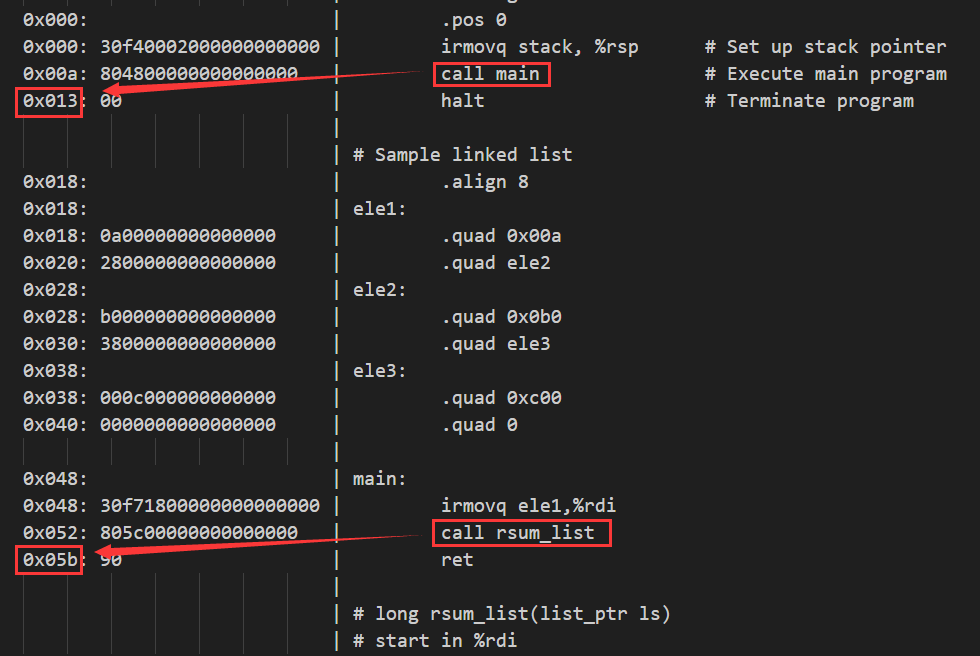 0x000:                      |         .pos 0
0x000: 30f40002000000000000 |         irmovq stack, %rsp      # Set up stack pointer
0x00a: 804800000000000000   |         call main               # Execute main program
0x013: 00                   |         halt                    # Terminate program
                            |
                            | # Sample linked list
0x018:                      |         .align 8
0x018:                      | ele1:
0x018: 0a00000000000000     |         .quad 0x00a
0x020: 2800000000000000     |         .quad ele2
0x028:                      | ele2:
0x028: b000000000000000     |         .quad 0x0b0
0x030: 3800000000000000     |         .quad ele3
0x038:                      | ele3:
0x038: 000c000000000000     |         .quad 0xc00
0x040: 0000000000000000     |         .quad 0
                            |
0x048:                      | main:
0x048: 30f71800000000000000 |         irmovq ele1,%rdi
0x052: 805c00000000000000   |         call rsum_list
0x05b: 90                   |         ret
                            |
                            | # long rsum_list(list_ptr ls)
                            | # start in %rdi